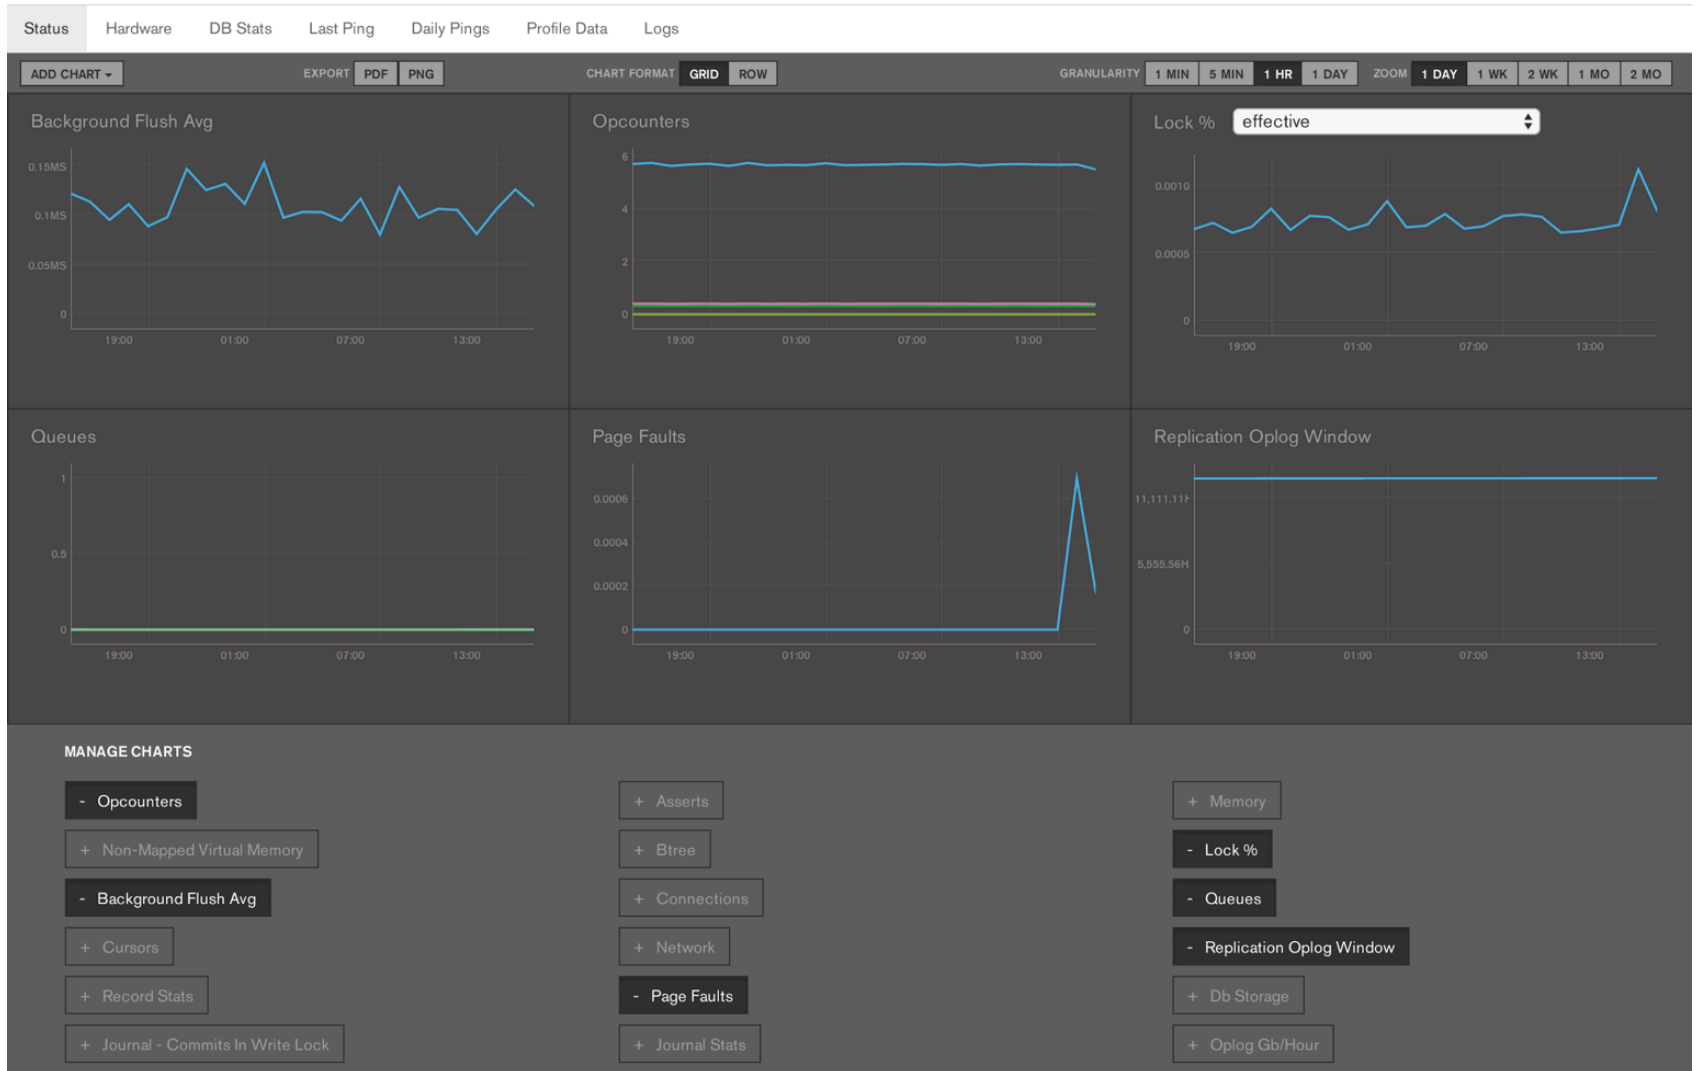 Status Hardware DB Stats Last Ping Daily Pings Profile Data Logs
ADD CHART EXPORT PDF PNG CHART FORMAT GRID ROW GRANULARITY 1 MIN 5 MIN 1 HR 1 DAY ZOOM 1 DAY 1 WK 2 WK 1 MO 2 MO
Background Flush Avg
0.15MS
0.1MS
0.05MS
0
19:00 01:00 07:00 13:00
Opcounters
6
4
2
0
19:00 01:00 07:00 13:00
Lock % effective
0.0010
0.0005
0
19:00 01:00 07:00 13:00
Queues
1
0.5
0
19:00 01:00 07:00 13:00
Page Faults
0.0006
0.0004
0.0002
0
19:00 01:00 07:00 13:00
Replication Oplog Window
11,111.11H
5,555.56H
0
19:00 01:00 07:00 13:00
MANAGE CHARTS
- Opcounters + Asserts + Memory
+ Non-Mapped Virtual Memory + Btree - Lock %
- Background Flush Avg + Connections - Queues
+ Cursors + Network - Replication Oplog Window
+ Record Stats - Page Faults + Db Storage
+ Journal - Commits In Write Lock + Journal Stats + Oplog Gb/Hour